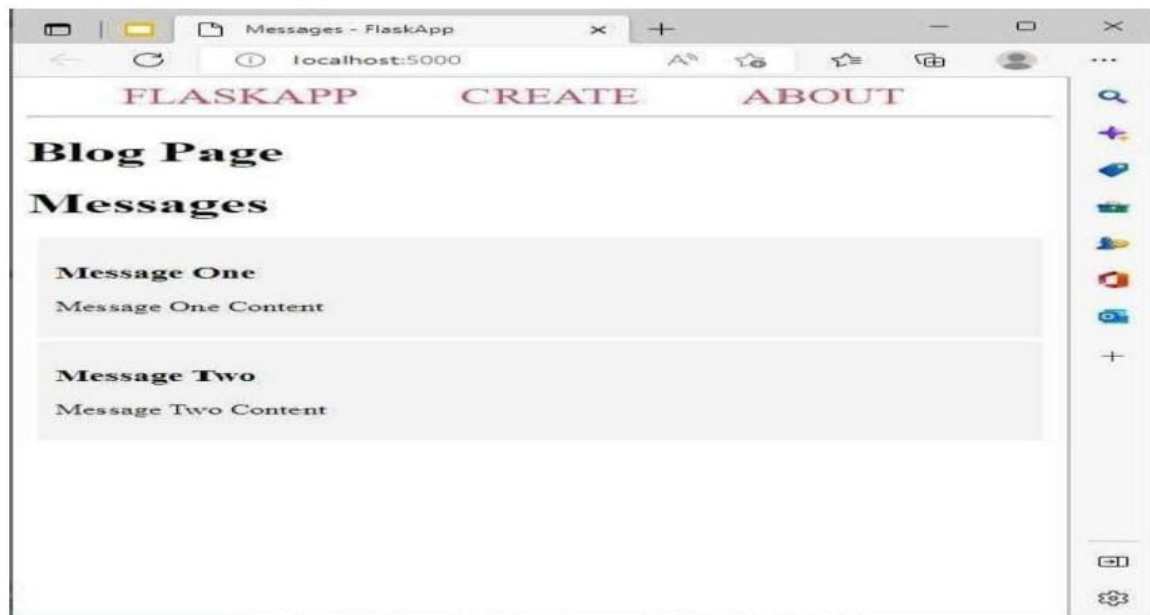 Messages - FlaskApp
localhost:5000
FLASKAPP CREATE ABOUT
Blog Page
Messages
Message One
Message One Content
Message Two
Message Two Content